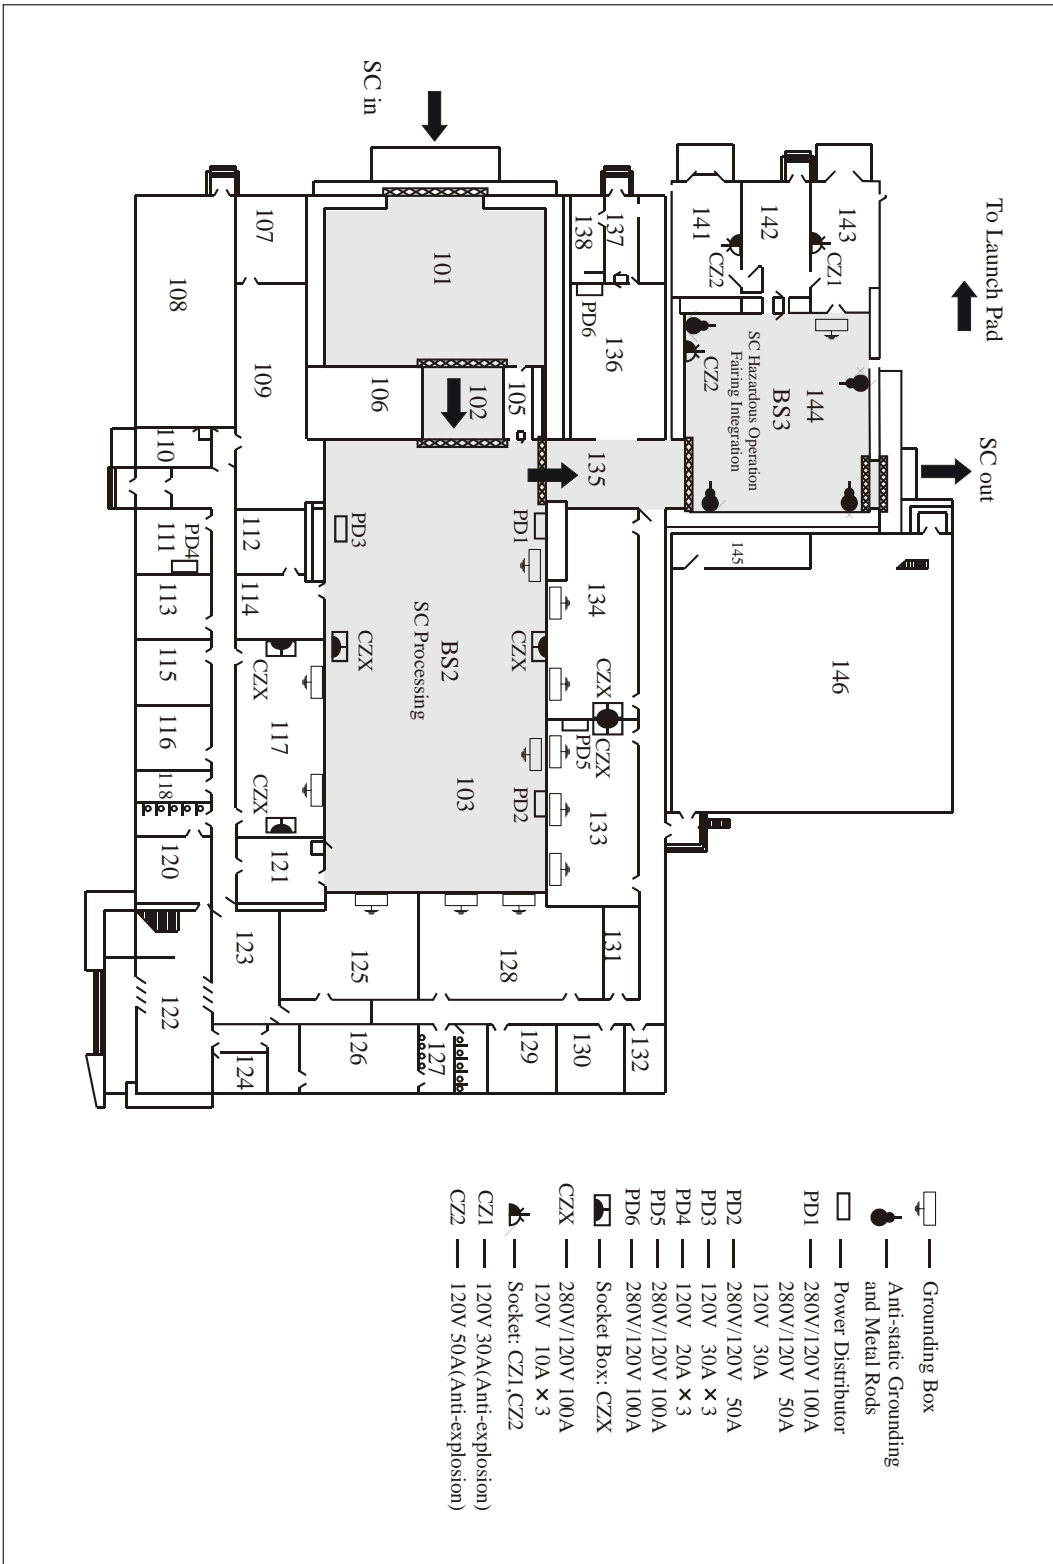 To Launch Pad
SC out
143
CZ1
142
141
CZ2
144
BS3
SC Hazardous Operation
Fairing Integration
CZ2
146
145
137
138
PD6
136
135
134
CZX
CZX
PD5
133
131
132
SC in
101
105
102
106
PD1
CZX
PD2
103
BS2
SC Processing
PD3
CZX
128
125
130
129
127
126
107
109
108
110
112
114
CZX
117
CZX
121
123
124
PD4
111
113
115
116
118
120
122
Grounding Box
Anti-static Grounding
and Metal Rods
Power Distributor
PD1 — 280V/120V 100A
280V/120V 50A
120V 30A
PD2 — 280V/120V 50A
PD3 — 120V 30A × 3
PD4 — 120V 20A × 3
PD5 — 280V/120V 100A
PD6 — 280V/120V 100A
Socket Box: CZX
CZX — 280V/120V 100A
120V 10A × 3
Socket: CZ1,CZ2
CZ1 — 120V 30A(Anti-explosion)
CZ2 — 120V 50A(Anti-explosion)